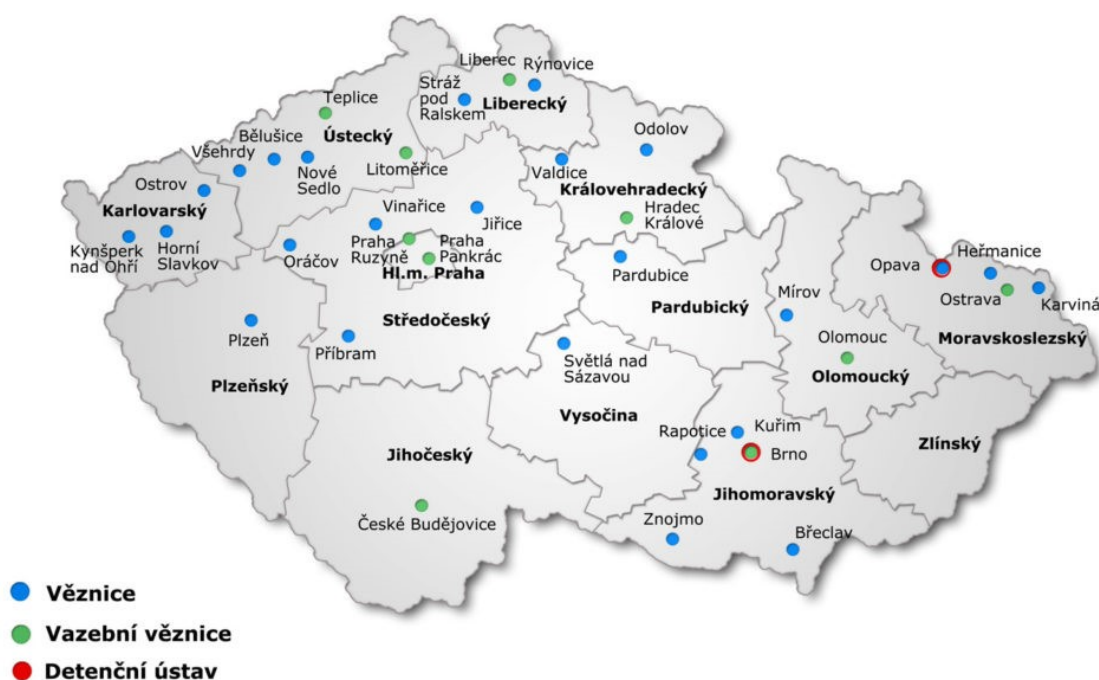 Liberec
Rýnovice
Stráž
pod
Ralskem
Liberecký
Teplice
Ústecký
Bělušice
Všehrdy
Nové
Sedlo
Litoměřice
Odolov
Valdice
Královehradecký
Hradec
Králové
Ostrov
Karlovarský
Kynšperk
nad Ohří
Horní
Slavkov
Vinařice
Jiřice
Oráčov
Praha
Ruzyně
Praha
Pankrác
Hl.m. Praha
Středočeský
Příbram
Pardubice
Pardubický
Opava
Heřmanice
Ostrava
Karviná
Moravskoslezský
Mírov
Olomouc
Olomoucký
Plzeň
Plzeňský
Světlá nad
Sázavou
Vysočina
Rapotice
Kuřim
Brno
Jihomoravský
Zlínský
Jihočeský
České Budějovice
Znojmo
Břeclav
Věznice
Vazební věznice
Detenční ústav